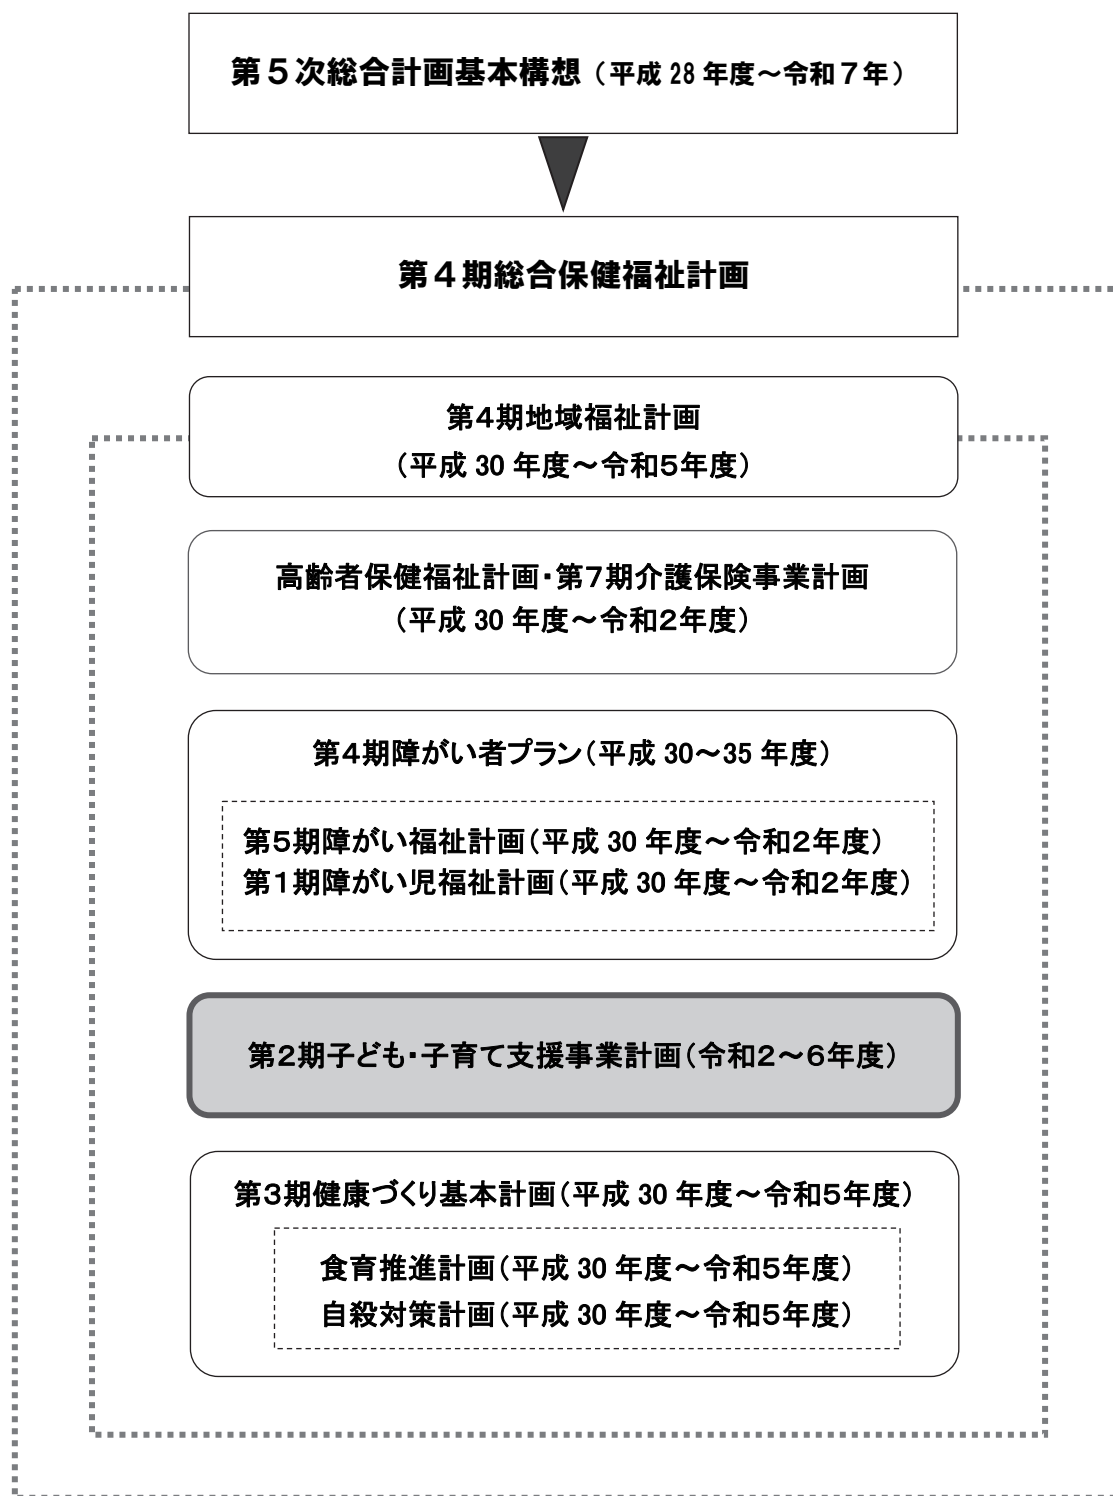 第５次総合計画基本構想（平成 28 年度～令和７年）
第４期総合保健福祉計画
第４期地域福祉計画
（平成 30 年度～令和５年度）
高齢者保健福祉計画・第７期介護保険事業計画
（平成 30 年度～令和２年度）
第４期障がい者プラン（平成 30～35 年度）
第５期障がい福祉計画（平成 30 年度～令和２年度）
第１期障がい児福祉計画（平成 30 年度～令和２年度）
第２期子ども・子育て支援事業計画（令和２～６年度）
第３期健康づくり基本計画（平成 30 年度～令和５年度）
食育推進計画（平成 30 年度～令和５年度）
自殺対策計画（平成 30 年度～令和５年度）